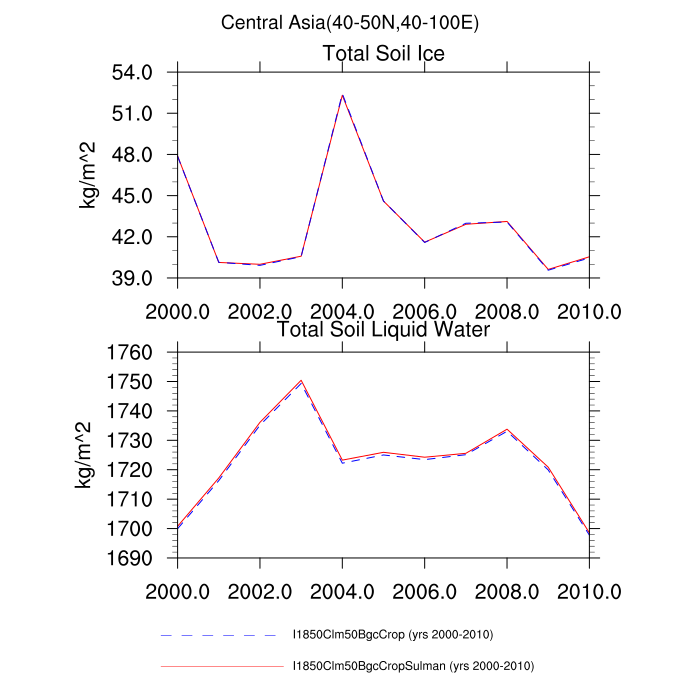 Central Asia(40-50N,40-100E)
Total Soil Ice
54.0
51.0
48.0
45.0
42.0
39.0
kg/m^2
2000.0 2002.0 2004.0 2006.0 2008.0 2010.0
Total Soil Liquid Water
1760
1750
1740
1730
1720
1710
1700
1690
kg/m^2
2000.0 2002.0 2004.0 2006.0 2008.0 2010.0
I1850Clm50BgcCrop (yrs 2000-2010)
I1850Clm50BgcCropSulman (yrs 2000-2010)